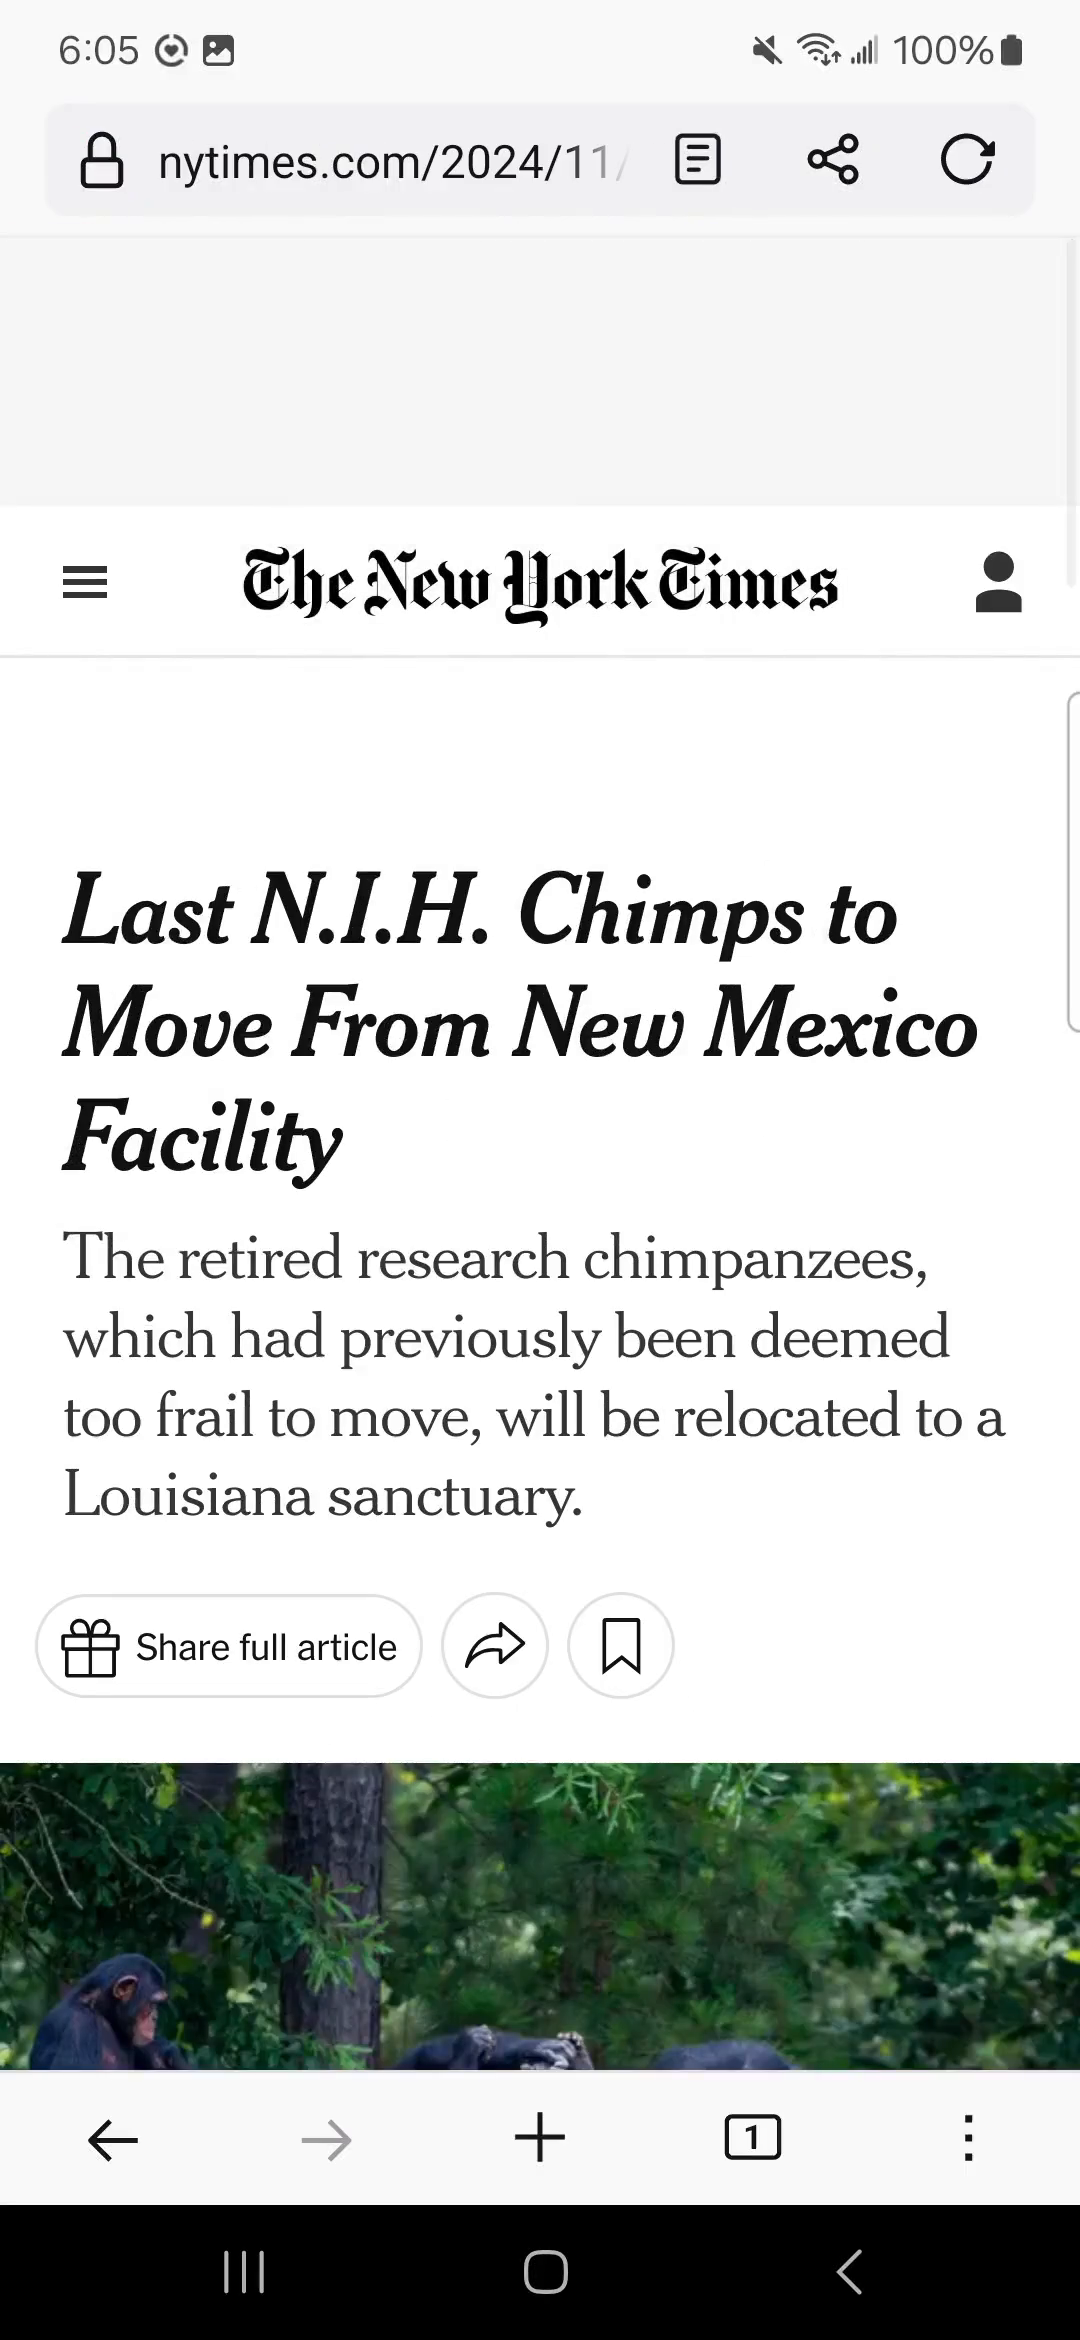 6:05
100%
nytimes.com/2024/11/
The New York Times
Last N.I.H. Chimps to
Move From New Mexico
Facility
The retired research chimpanzees,
which had previously been deemed
too frail to move, will be relocated to a
Louisiana sanctuary.
Share full article
1